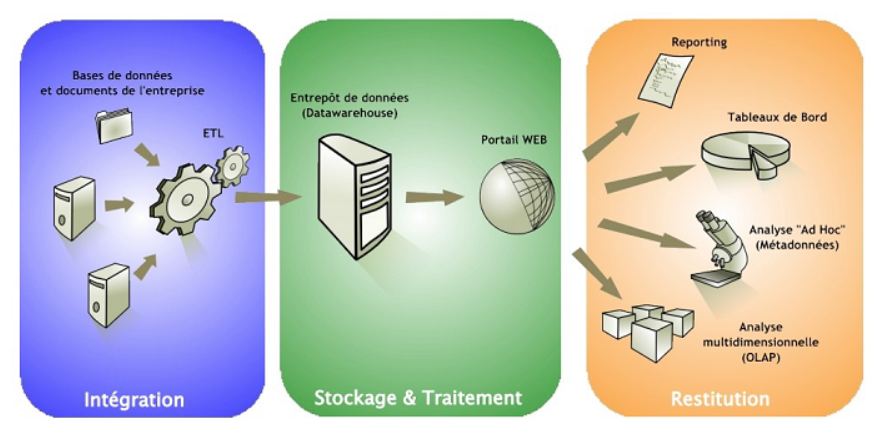 Bases de données
et documents de l'entreprise
ETL
Intégration
Entrepôt de données
(Datawarehouse)
Portail WEB
Stockage & Traitement
Reporting
Tableaux de Bord
Analyse "Ad Hoc"
(Métadonnées)
Analyse
multidimensionnelle
(OLAP)
Restitution